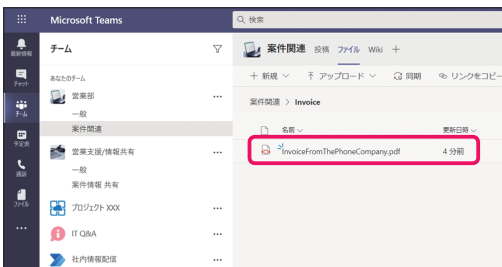 Microsoft Teams
検索
最新情報
チャット
チーム
予定表
通話
ファイル
チーム
あなたのチーム
営業部
一般
案件関連
営業支援/情報共有
一般
案件情報 共有
プロジェクト XXX
IT Q&A
社内情報配信
案件関連 投稿 ファイル Wiki +
+ 新規 アップロード 同期 リンクをコピー
案件関連 > Invoice
名前 更新日時
InvoiceFromThePhoneCompany.pdf 4 分前